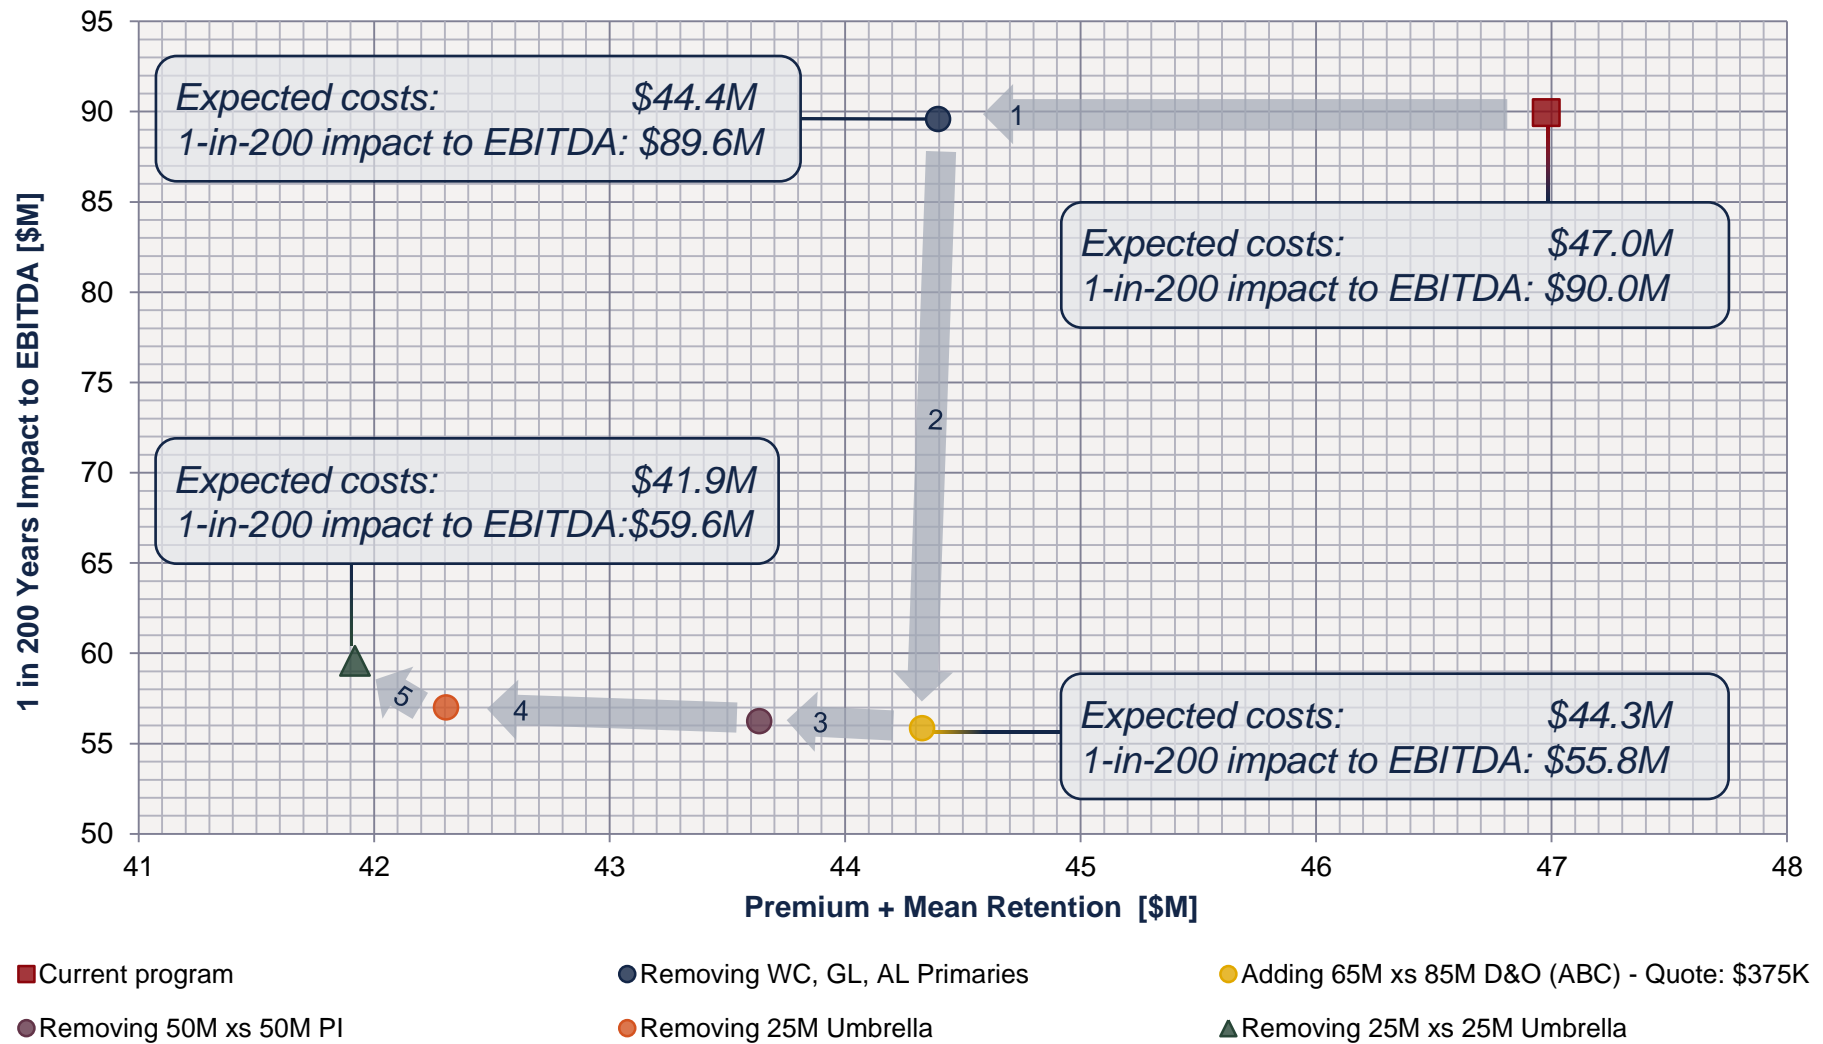 95
90
85
80
75
70
65
60
55
50
1 in 200 Years Impact to EBITDA [$M]
Expected costs: $44.4M
1-in-200 impact to EBITDA: $89.6M
1
Expected costs: $47.0M
1-in-200 impact to EBITDA: $90.0M
2
Expected costs: $41.9M
1-in-200 impact to EBITDA:$59.6M
5
4
3
Expected costs: $44.3M
1-in-200 impact to EBITDA: $55.8M
41 42 43 44 45 46 47 48
Premium + Mean Retention [$M]
Current program
Removing WC, GL, AL Primaries
Adding 65M xs 85M D&O (ABC) - Quote: $375K
Removing 50M xs 50M PI
Removing 25M Umbrella
Removing 25M xs 25M Umbrella